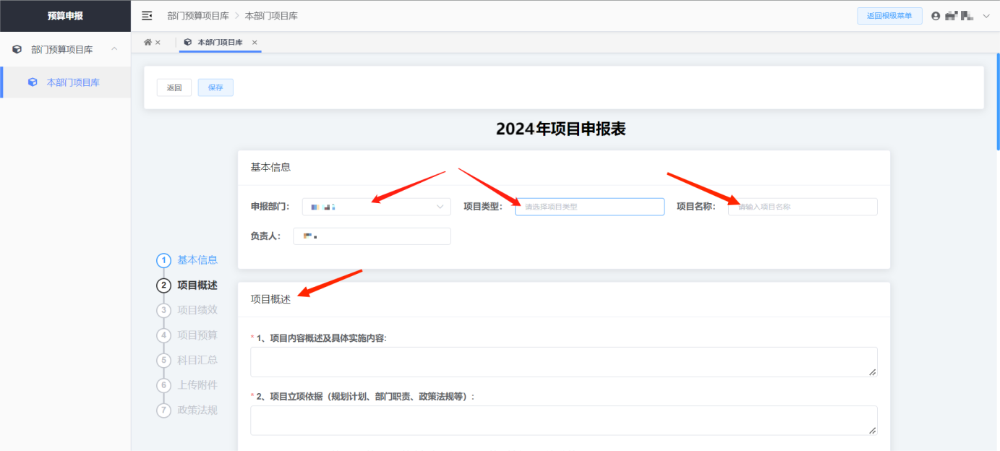 预算申报
部门预算项目库 > 本部门项目库
返回模级菜单
部门预算项目库
本部门项目库
本部门项目库
返回
保存
2024年项目申报表
基本信息
申报部门：
项目类型：
请选择项目类型
项目名称：
请输入项目名称
负责人：
1 基本信息
2 项目概述
3 项目绩效
4 项目预算
5 科目汇总
6 上传附件
7 政策法规
项目概述
* 1、项目内容概述及具体实施内容:
* 2、项目立项依据（规划计划、部门职责、政策法规等）: